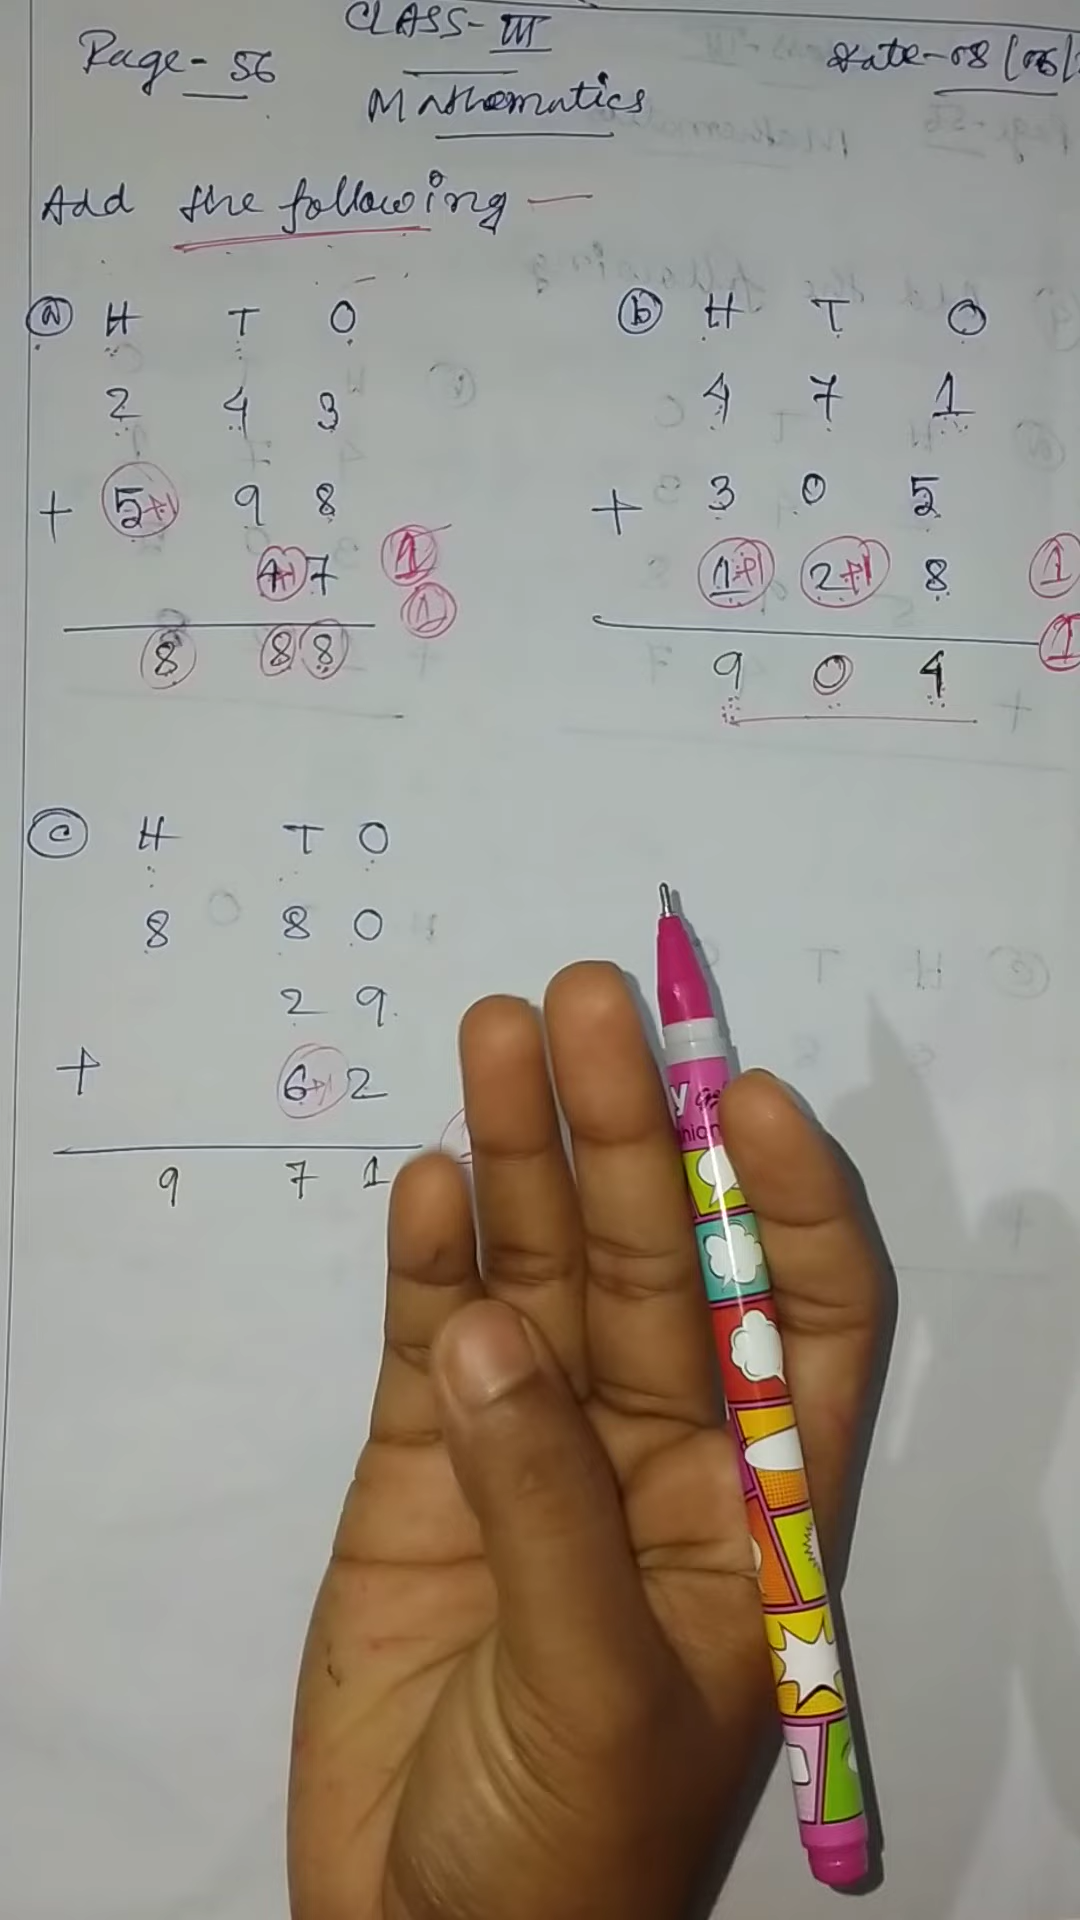 CLASS-III
Page-56
Date-08/06/
Mathematics
Add the following-
(a) H T O
2 4 3
+ 5+1 9 8
4+1 7 1
1
8 8 8
(b) H T O
4 7 1
+ 3 0 5
1+1 2+1 8 1
1
9 0 4
(c) H T O
8 8 0
2 9
+ 6+1 2
9 7 1